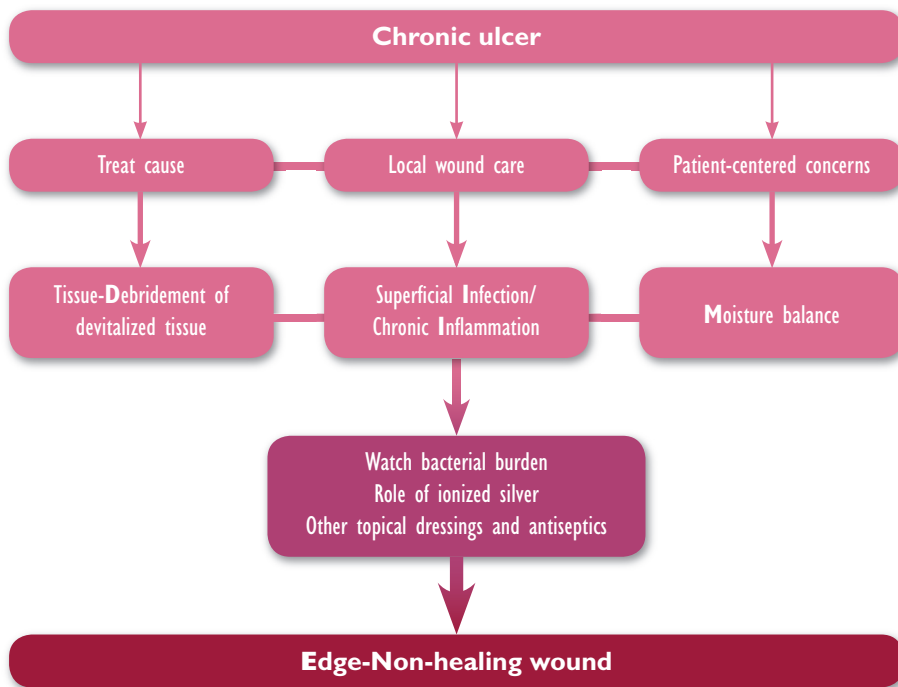 Chronic ulcer
Treat cause
Local wound care
Patient-centered concerns
Tissue-Debridement of
devitalized tissue
Superficial Infection/
Chronic Inflammation
Moisture balance
Watch bacterial burden
Role of ionized silver
Other topical dressings and antiseptics
Edge-Non-healing wound